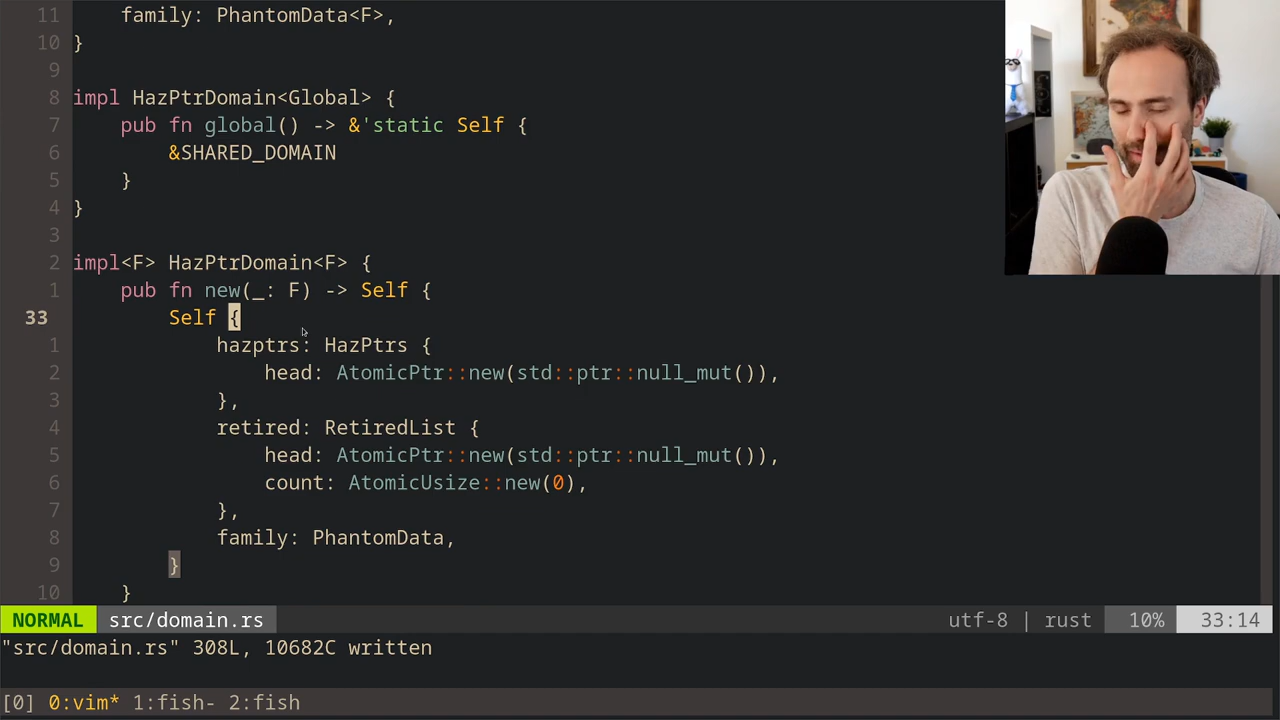 11     family: PhantomData<F>,
10 }
9
8 impl HazPtrDomain<Global> {
7     pub fn global() -> &'static Self {
6         &SHARED_DOMAIN
5     }
4 }
3
2 impl<F> HazPtrDomain<F> {
1     pub fn new(_: F) -> Self {
33         Self {
1             hazptrs: HazPtrs {
2                 head: AtomicPtr::new(std::ptr::null_mut()),
3             },
4             retired: RetiredList {
5                 head: AtomicPtr::new(std::ptr::null_mut()),
6                 count: AtomicUsize::new(0),
7             },
8             family: PhantomData,
9         }
10     }
NORMAL src/domain.rs utf-8 | rust 10% 33:14
"src/domain.rs" 308L, 10682C written
[0] 0:vim* 1:fish- 2:fish